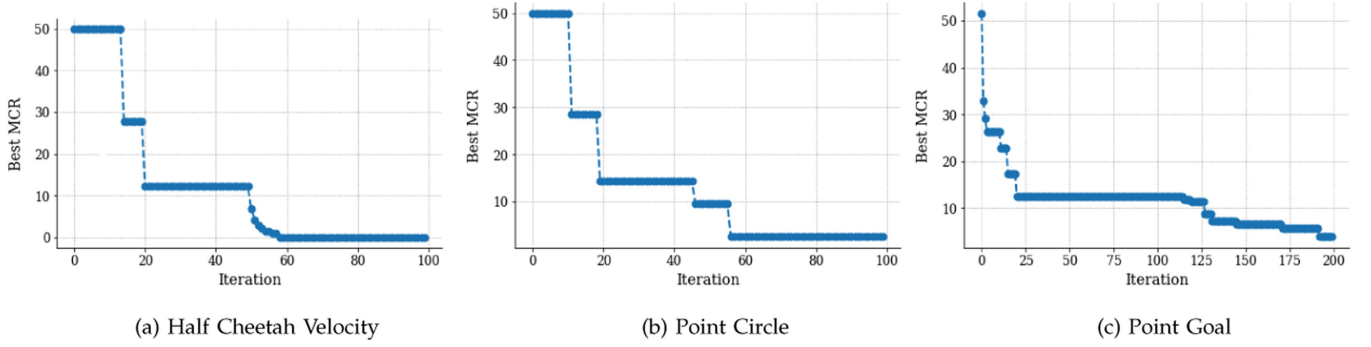 50
40
30
20
10
0
Best MCR
0 20 40 60 80 100
Iteration
(a) Half Cheetah Velocity
50
40
30
20
10
Best MCR
0 20 40 60 80 100
Iteration
(b) Point Circle
50
40
30
20
10
Best MCR
0 25 50 75 100 125 150 175 200
Iteration
(c) Point Goal